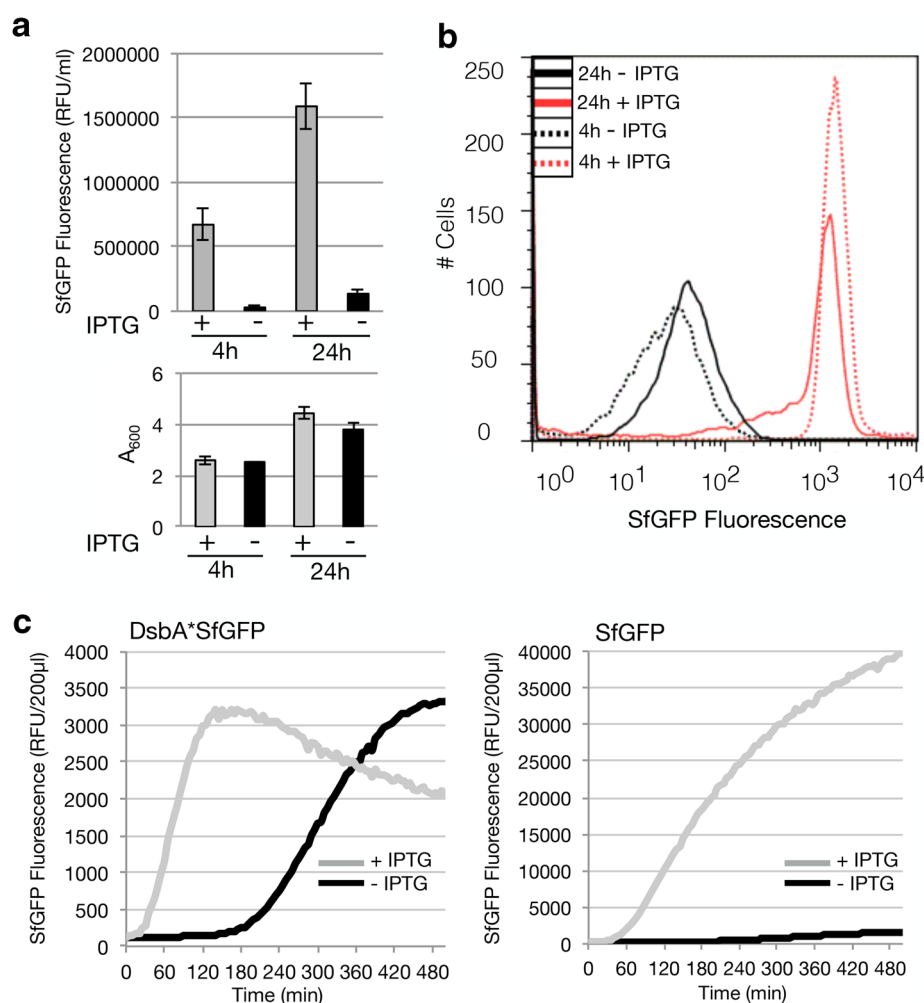 a
SfGFP Fluorescence (RFU/ml)
2000000
1500000
1000000
500000
0
IPTG + - + -
4h 24h
A600
6
4
2
0
IPTG + - + -
4h 24h
b
# Cells
250
200
150
100
50
0
24h - IPTG
24h + IPTG
4h - IPTG
4h + IPTG
10^0 10^1 10^2 10^3 10^4
SfGFP Fluorescence
c
DsbA*SfGFP
SfGFP Fluorescence (RFU/200µl)
4000
3500
3000
2500
2000
1500
1000
500
0
+ IPTG
- IPTG
0 60 120 180 240 300 360 420 480
Time (min)
SfGFP
SfGFP Fluorescence (RFU/200µl)
40000
35000
30000
25000
20000
15000
10000
5000
0
+ IPTG
- IPTG
0 60 120 180 240 300 360 420 480
Time (min)